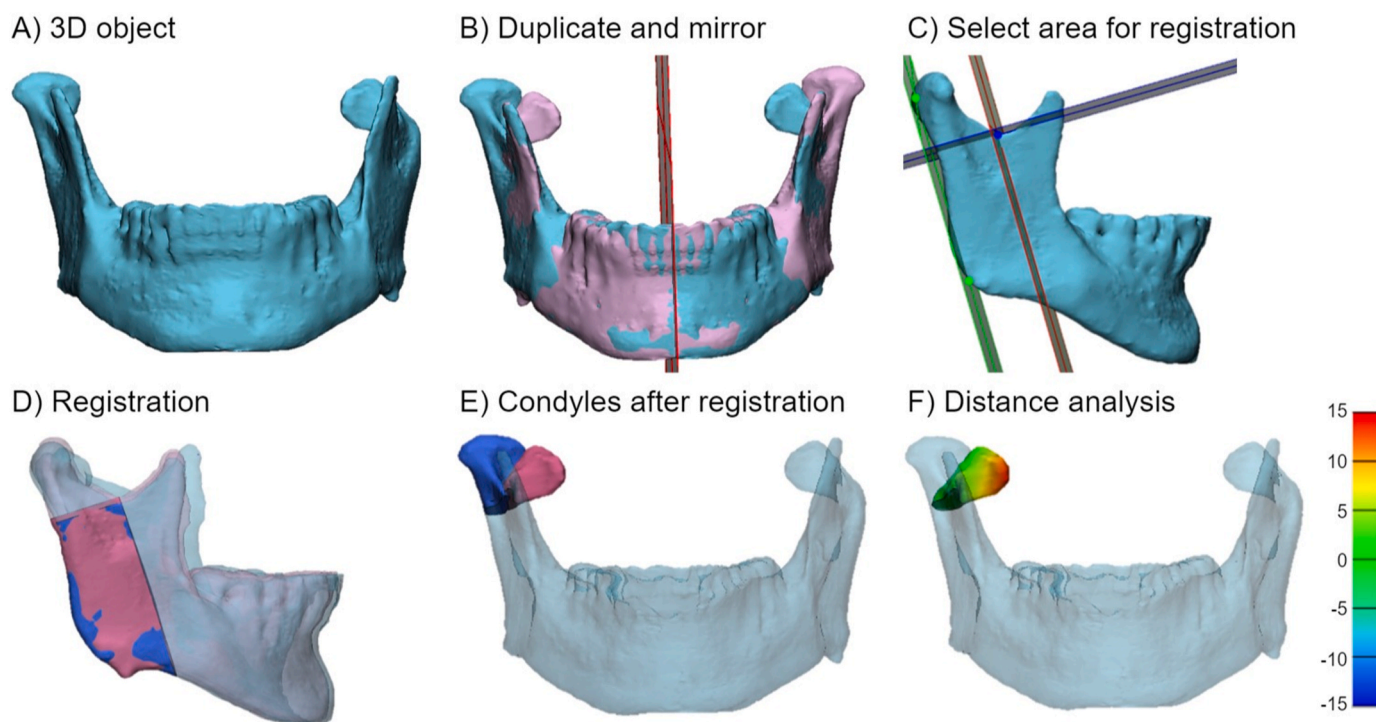 A) 3D object
B) Duplicate and mirror
C) Select area for registration
D) Registration
E) Condyles after registration
F) Distance analysis
15
10
5
0
-5
-10
-15